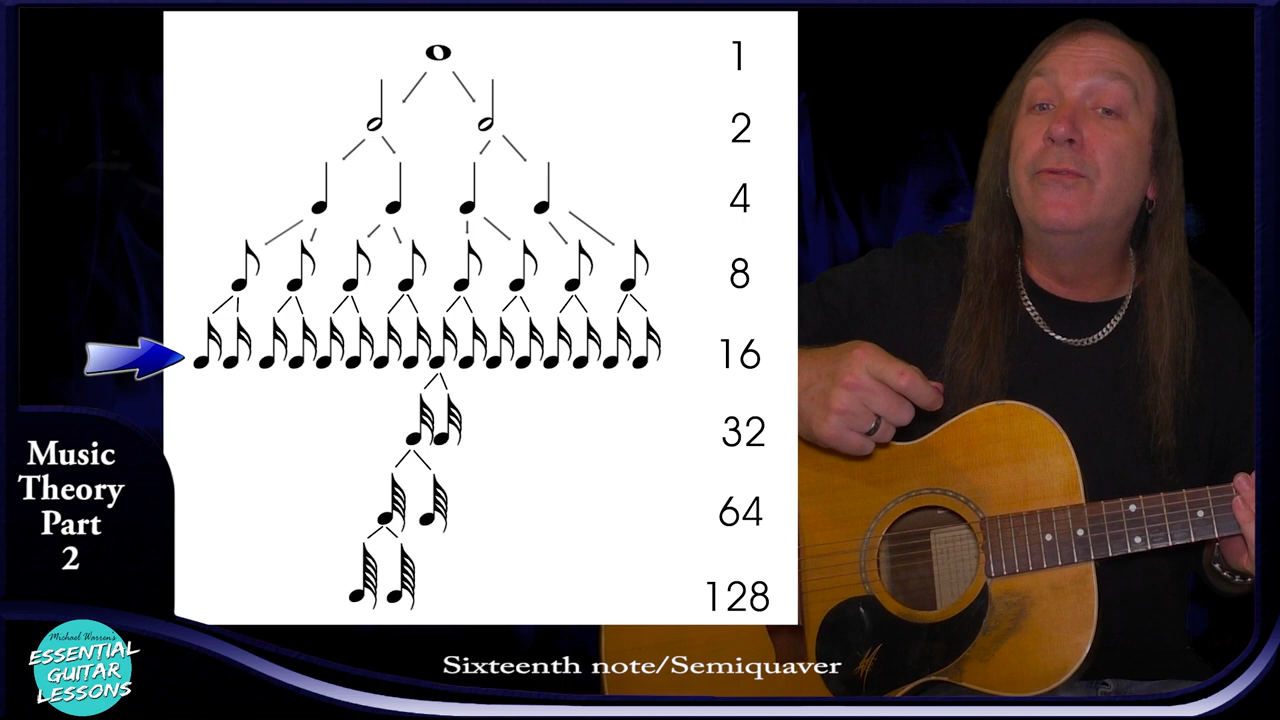 1
2
4
8
16
32
64
128
Music
Theory
Part
2
Michael Warren's
ESSENTIAL
GUITAR
LESSONS
Sixteenth note/Semiquaver